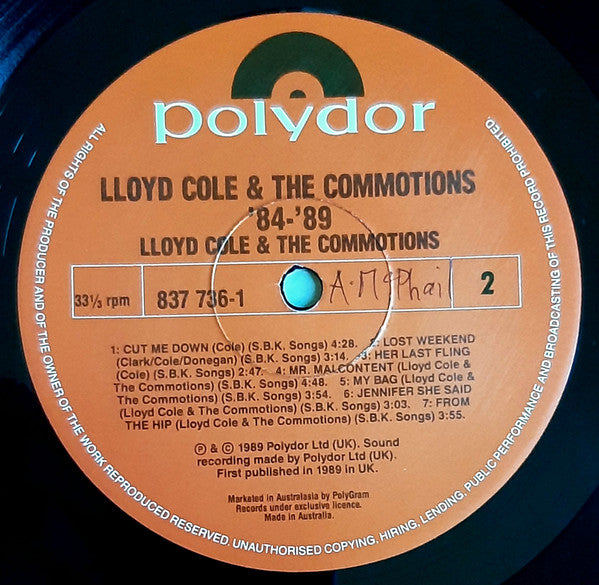 polydor
LLOYD COLE & THE COMMOTIONS
'84-'89
LLOYD COLE & THE COMMOTIONS
33⅓ rpm
837 736-1
A. McPhail
2
1: CUT ME DOWN (Cole) (S.B.K. Songs) 4:28. 2: LOST WEEKEND
(Clark/Cole/Donegan) (S.B.K. Songs) 3:14. 3: HER LAST FLING
(Cole) (S.B.K. Songs) 2:47. 4: MR. MALCONTENT (Lloyd Cole &
The Commotions) (S.B.K. Songs) 4:48. 5: MY BAG (Lloyd Cole &
The Commotions) (S.B.K. Songs) 3:54. 6: JENNIFER SHE SAID
(Lloyd Cole & The Commotions) (S.B.K. Songs) 3:03. 7: FROM
THE HIP (Lloyd Cole & The Commotions) (S.B.K. Songs) 3:55.
℗ & © 1989 Polydor Ltd (UK). Sound
recording made by Polydor Ltd (UK).
First published in 1989 in UK.
Marketed in Australasia by PolyGram
Records under exclusive licence.
Made in Australia.
ALL RIGHTS OF THE PRODUCER AND OF THE OWNER OF THE WORK REPRODUCED RESERVED. UNAUTHORISED COPYING, HIRING, LENDING, PUBLIC PERFORMANCE AND BROADCASTING OF THIS RECORD PROHIBITED.